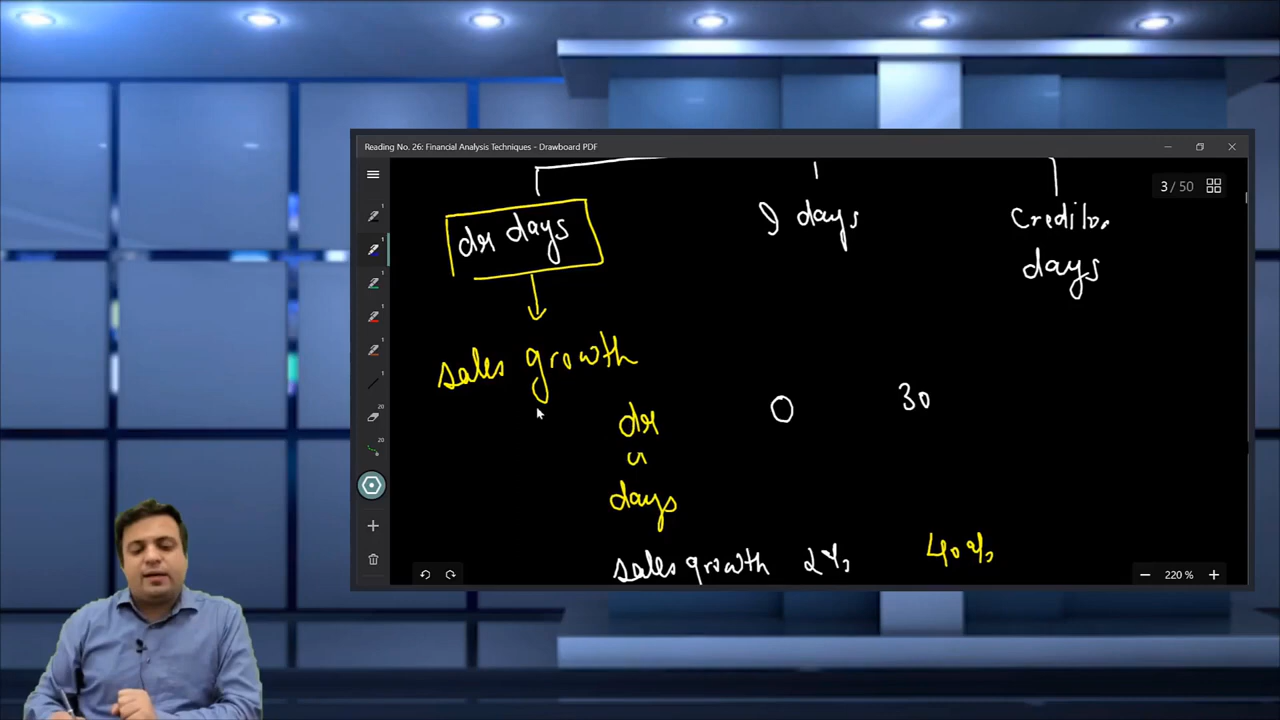 Reading No. 26: Financial Analysis Techniques - Drawboard PDF
3 / 50
dr days
I days
Creditor
days
sales growth
dr
days
0 30
sales growth 2% 40%
220 %